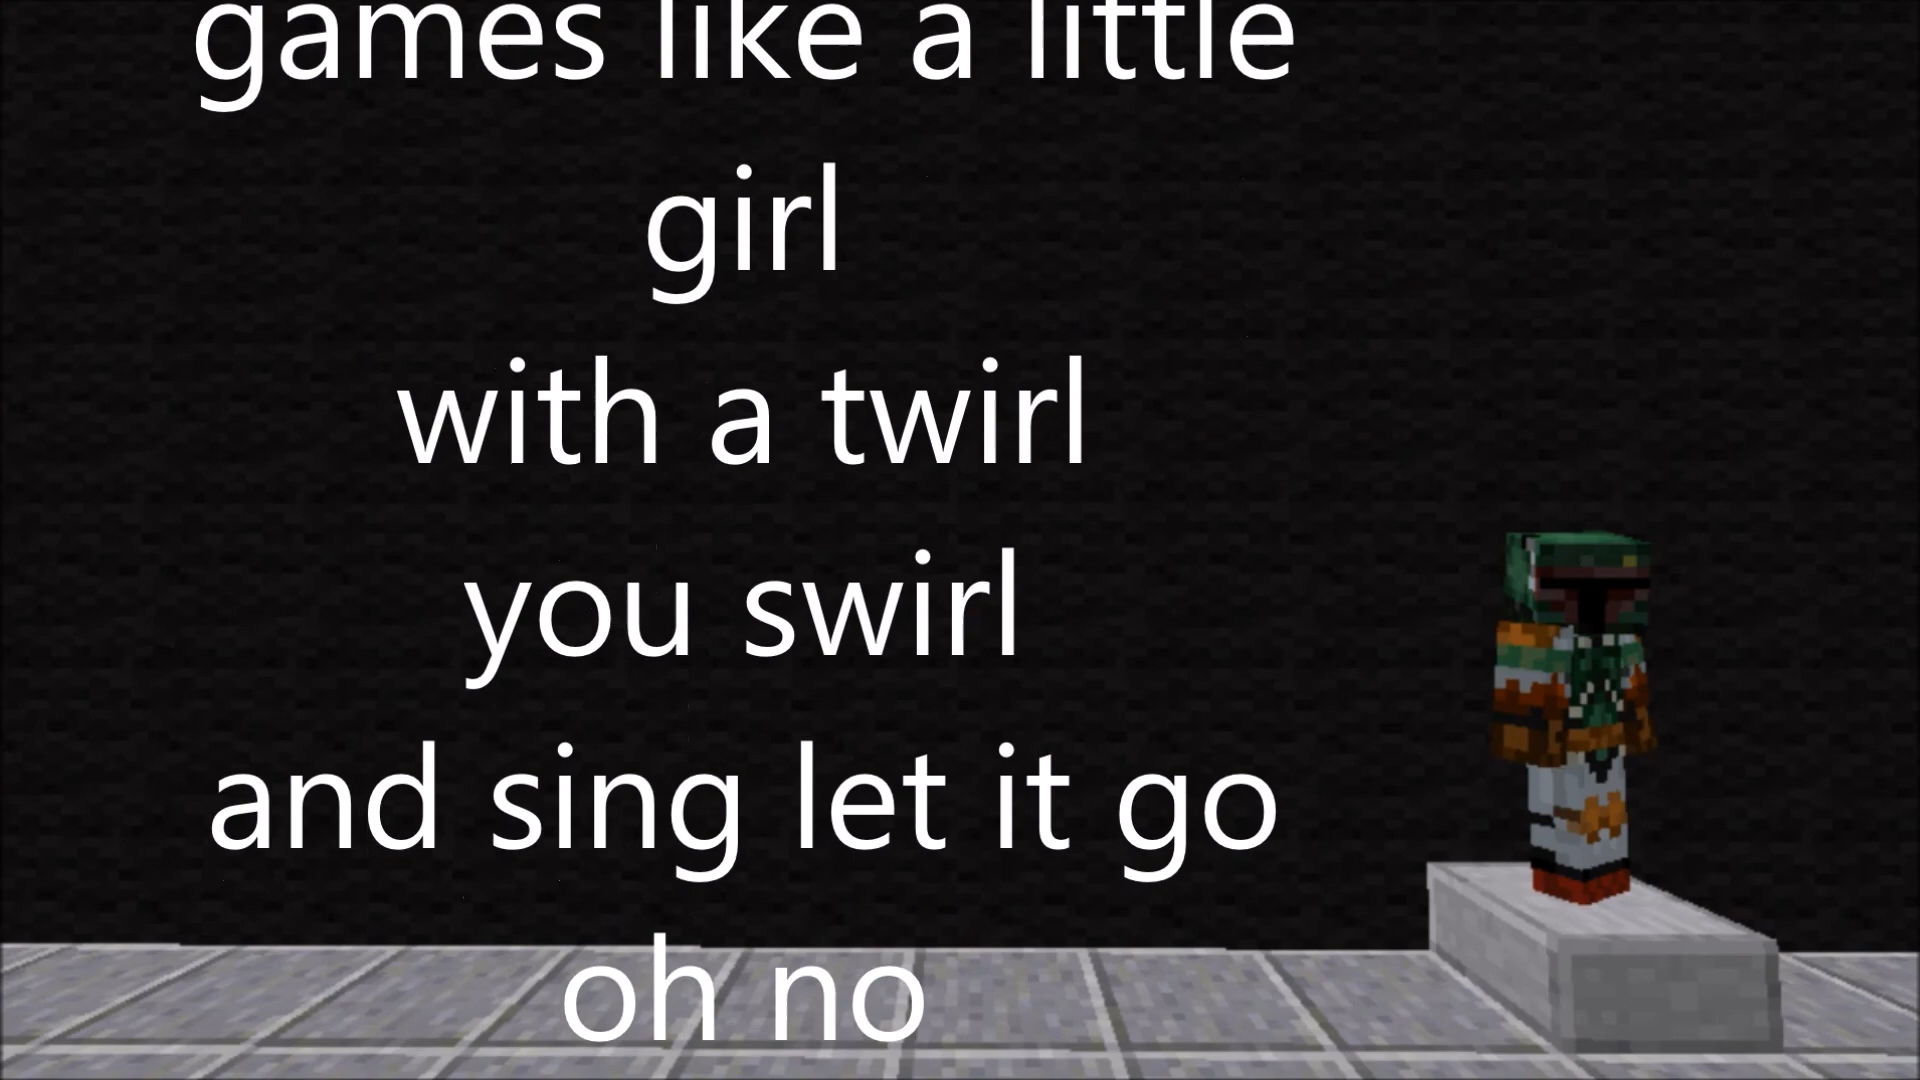 games like a little
girl
with a twirl
you swirl
and sing let it go
oh no